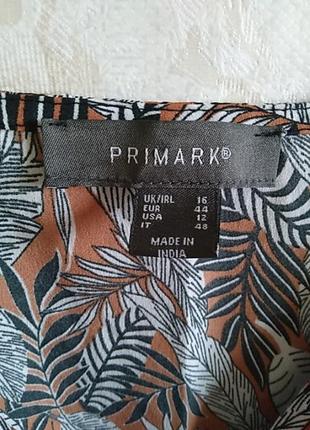 PRIMARK®
UK/IRL 16
EUR 44
USA 12
IT 48
MADE IN
INDIA